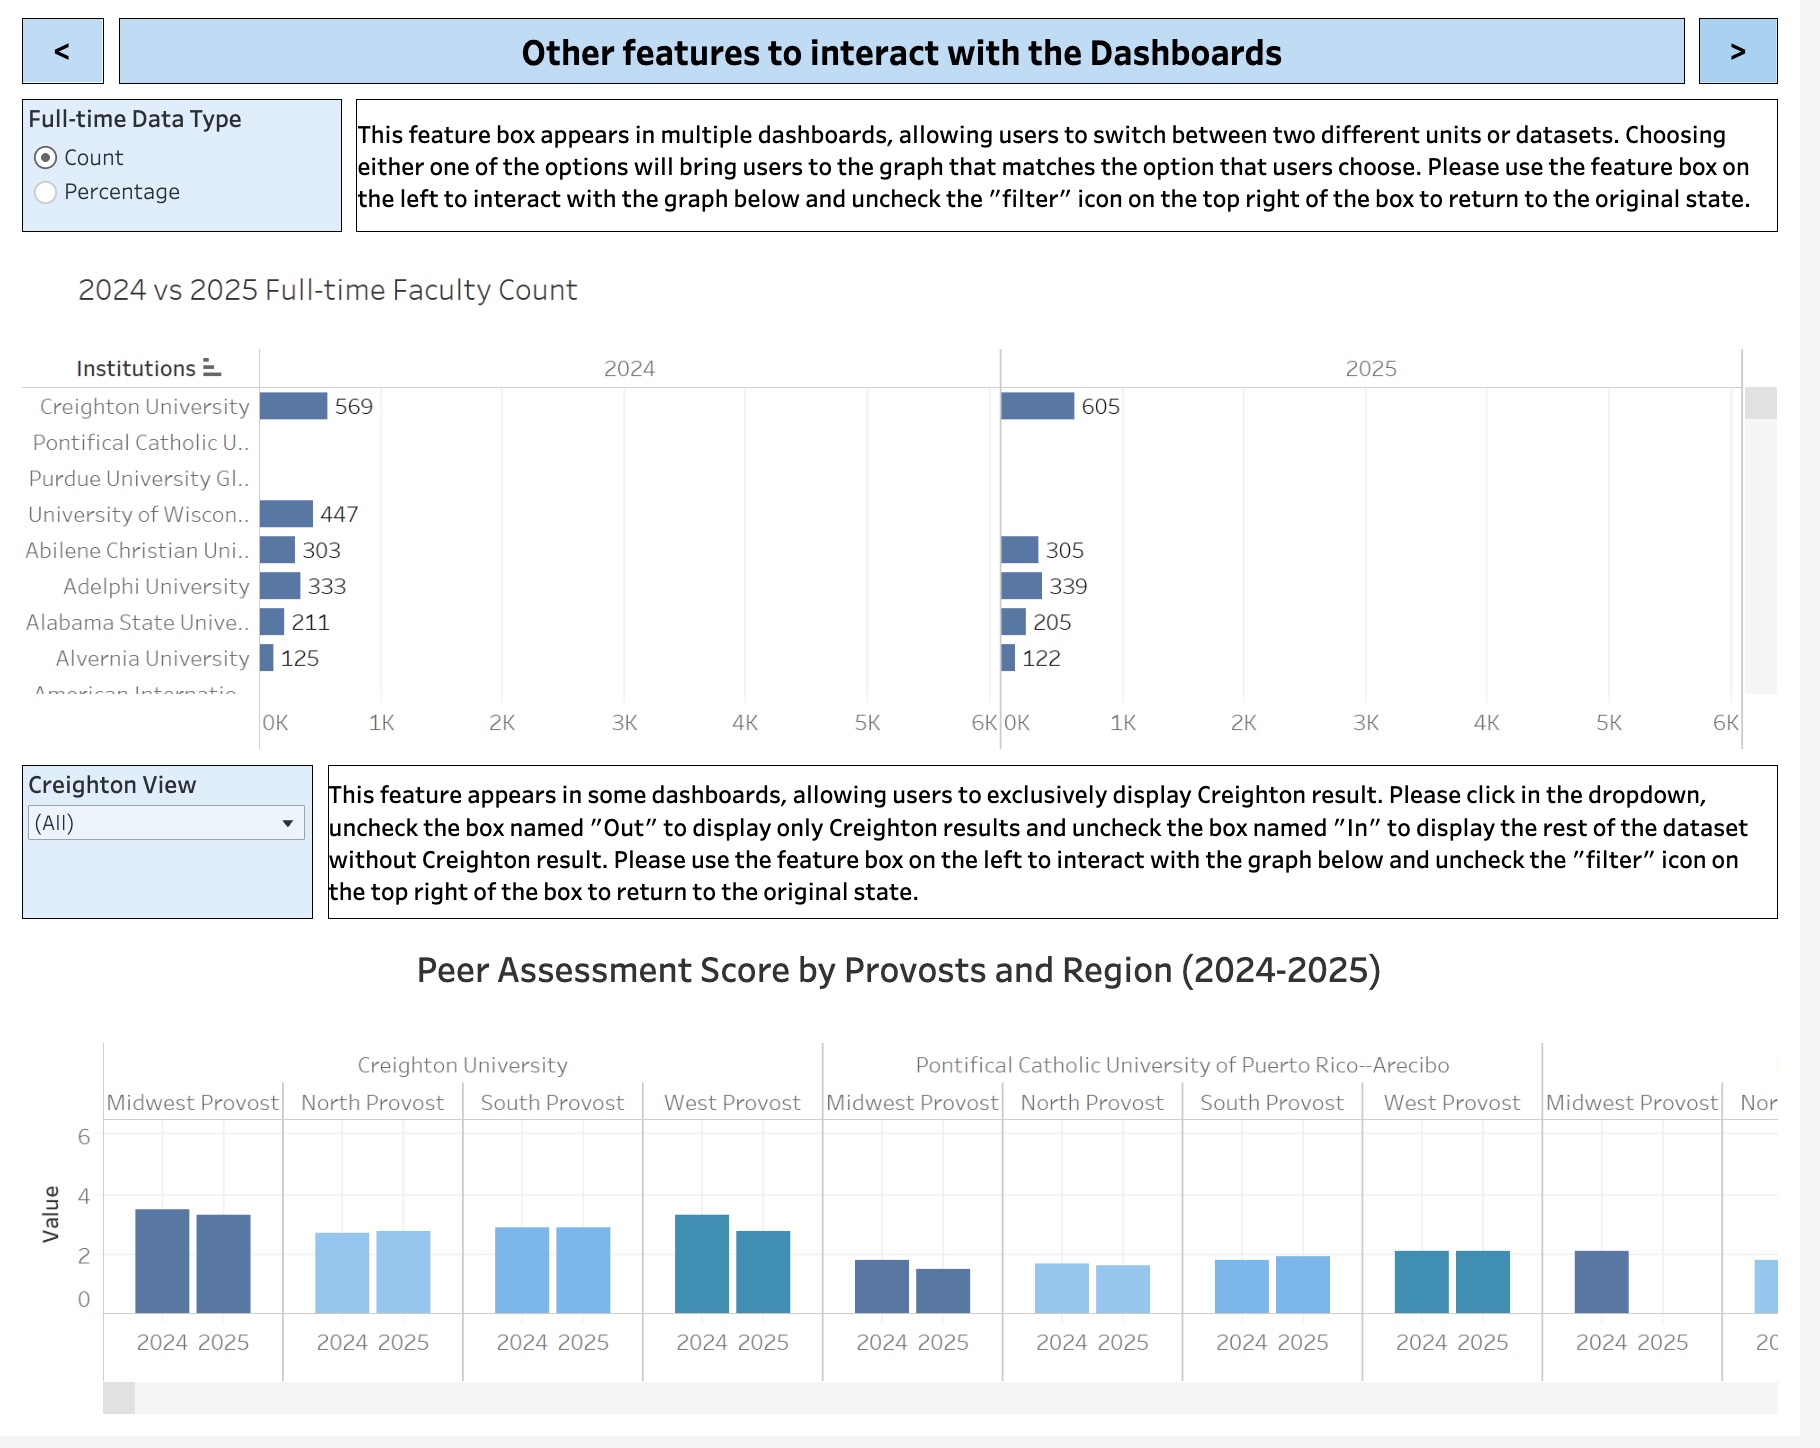 <
Other features to interact with the Dashboards
>
Full-time Data Type
Count
Percentage
This feature box appears in multiple dashboards, allowing users to switch between two different units or datasets. Choosing
either one of the options will bring users to the graph that matches the option that users choose. Please use the feature box on
the left to interact with the graph below and uncheck the "filter" icon on the top right of the box to return to the original state.
2024 vs 2025 Full-time Faculty Count
Institutions 2024 2025
Creighton University 569 605
Pontifical Catholic U..
Purdue University Gl..
University of Wiscon.. 447
Abilene Christian Uni.. 303 305
Adelphi University 333 339
Alabama State Unive.. 211 205
Alvernia University 125 122
American Internatio..
0K 1K 2K 3K 4K 5K 6K 0K 1K 2K 3K 4K 5K 6K
Creighton View
(All)
This feature appears in some dashboards, allowing users to exclusively display Creighton result. Please click in the dropdown,
uncheck the box named "Out" to display only Creighton results and uncheck the box named "In" to display the rest of the dataset
without Creighton result. Please use the feature box on the left to interact with the graph below and uncheck the "filter" icon on
the top right of the box to return to the original state.
Peer Assessment Score by Provosts and Region (2024-2025)
Creighton University Pontifical Catholic University of Puerto Rico--Arecibo
Midwest Provost North Provost South Provost West Provost Midwest Provost North Provost South Provost West Provost Midwest Provost Nor
Value
6
4
2
0
2024 2025 2024 2025 2024 2025 2024 2025 2024 2025 2024 2025 2024 2025 2024 2025 2024 2025 20